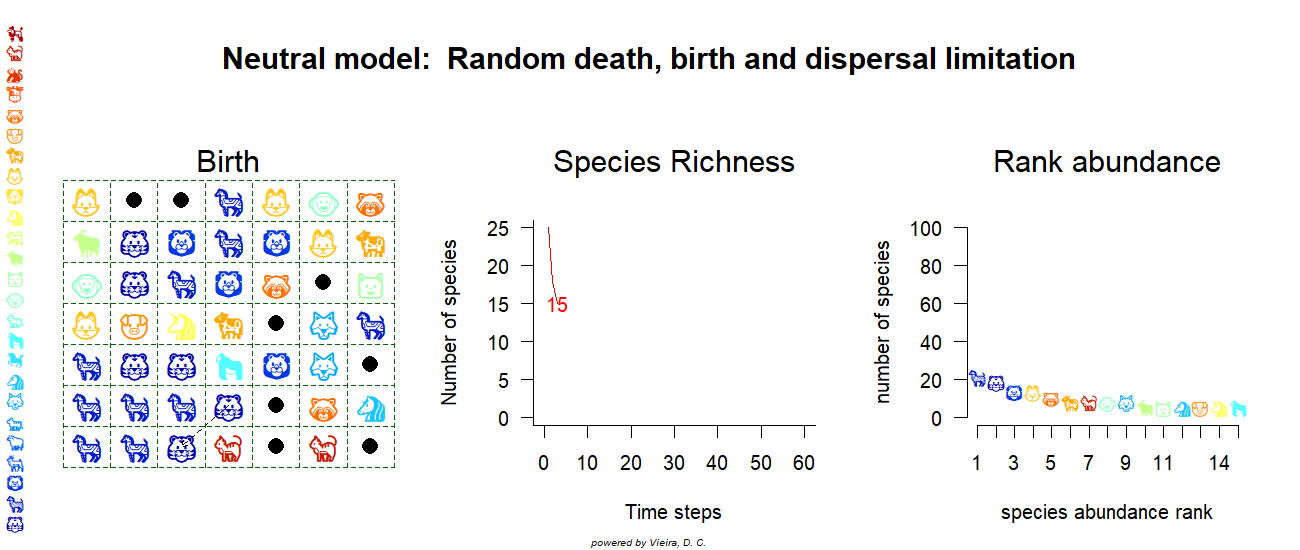 Neutral model:  Random death, birth and dispersal limitation
Birth
Species Richness
Rank abundance
Number of species
25
20
15
10
5
0
15
0 10 20 30 40 50 60
Time steps
number of species
100
80
60
40
20
0
1 3 5 7 9 11 14
species abundance rank
powered by Vieira, D. C.